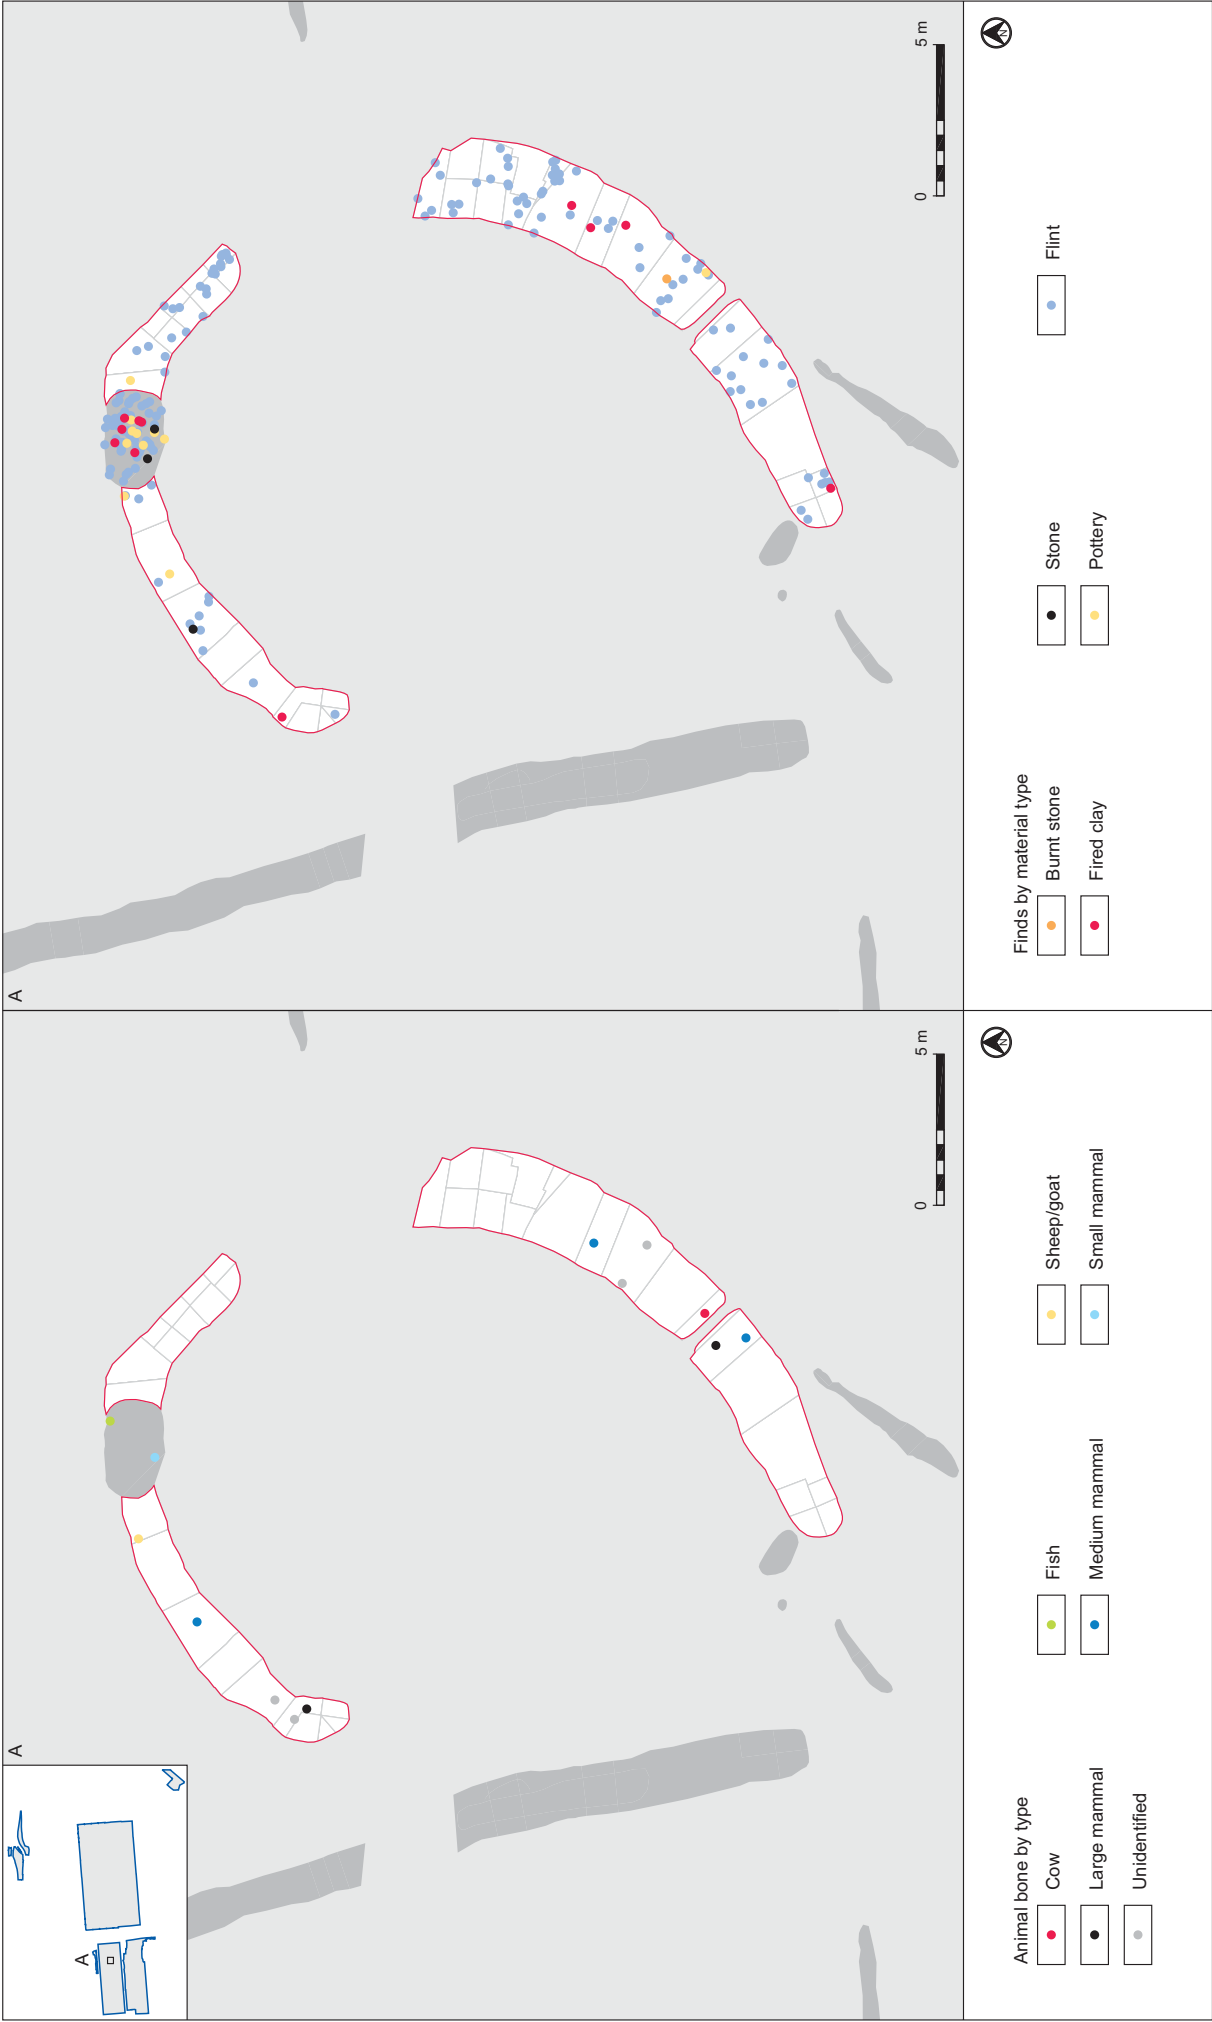 A
A
0 5 m
Animal bone by type
Cow
Fish
Sheep/goat
Large mammal
Medium mammal
Small mammal
Unidentified
N
A
0 5 m
Finds by material type
Burnt stone
Stone
Flint
Fired clay
Pottery
N